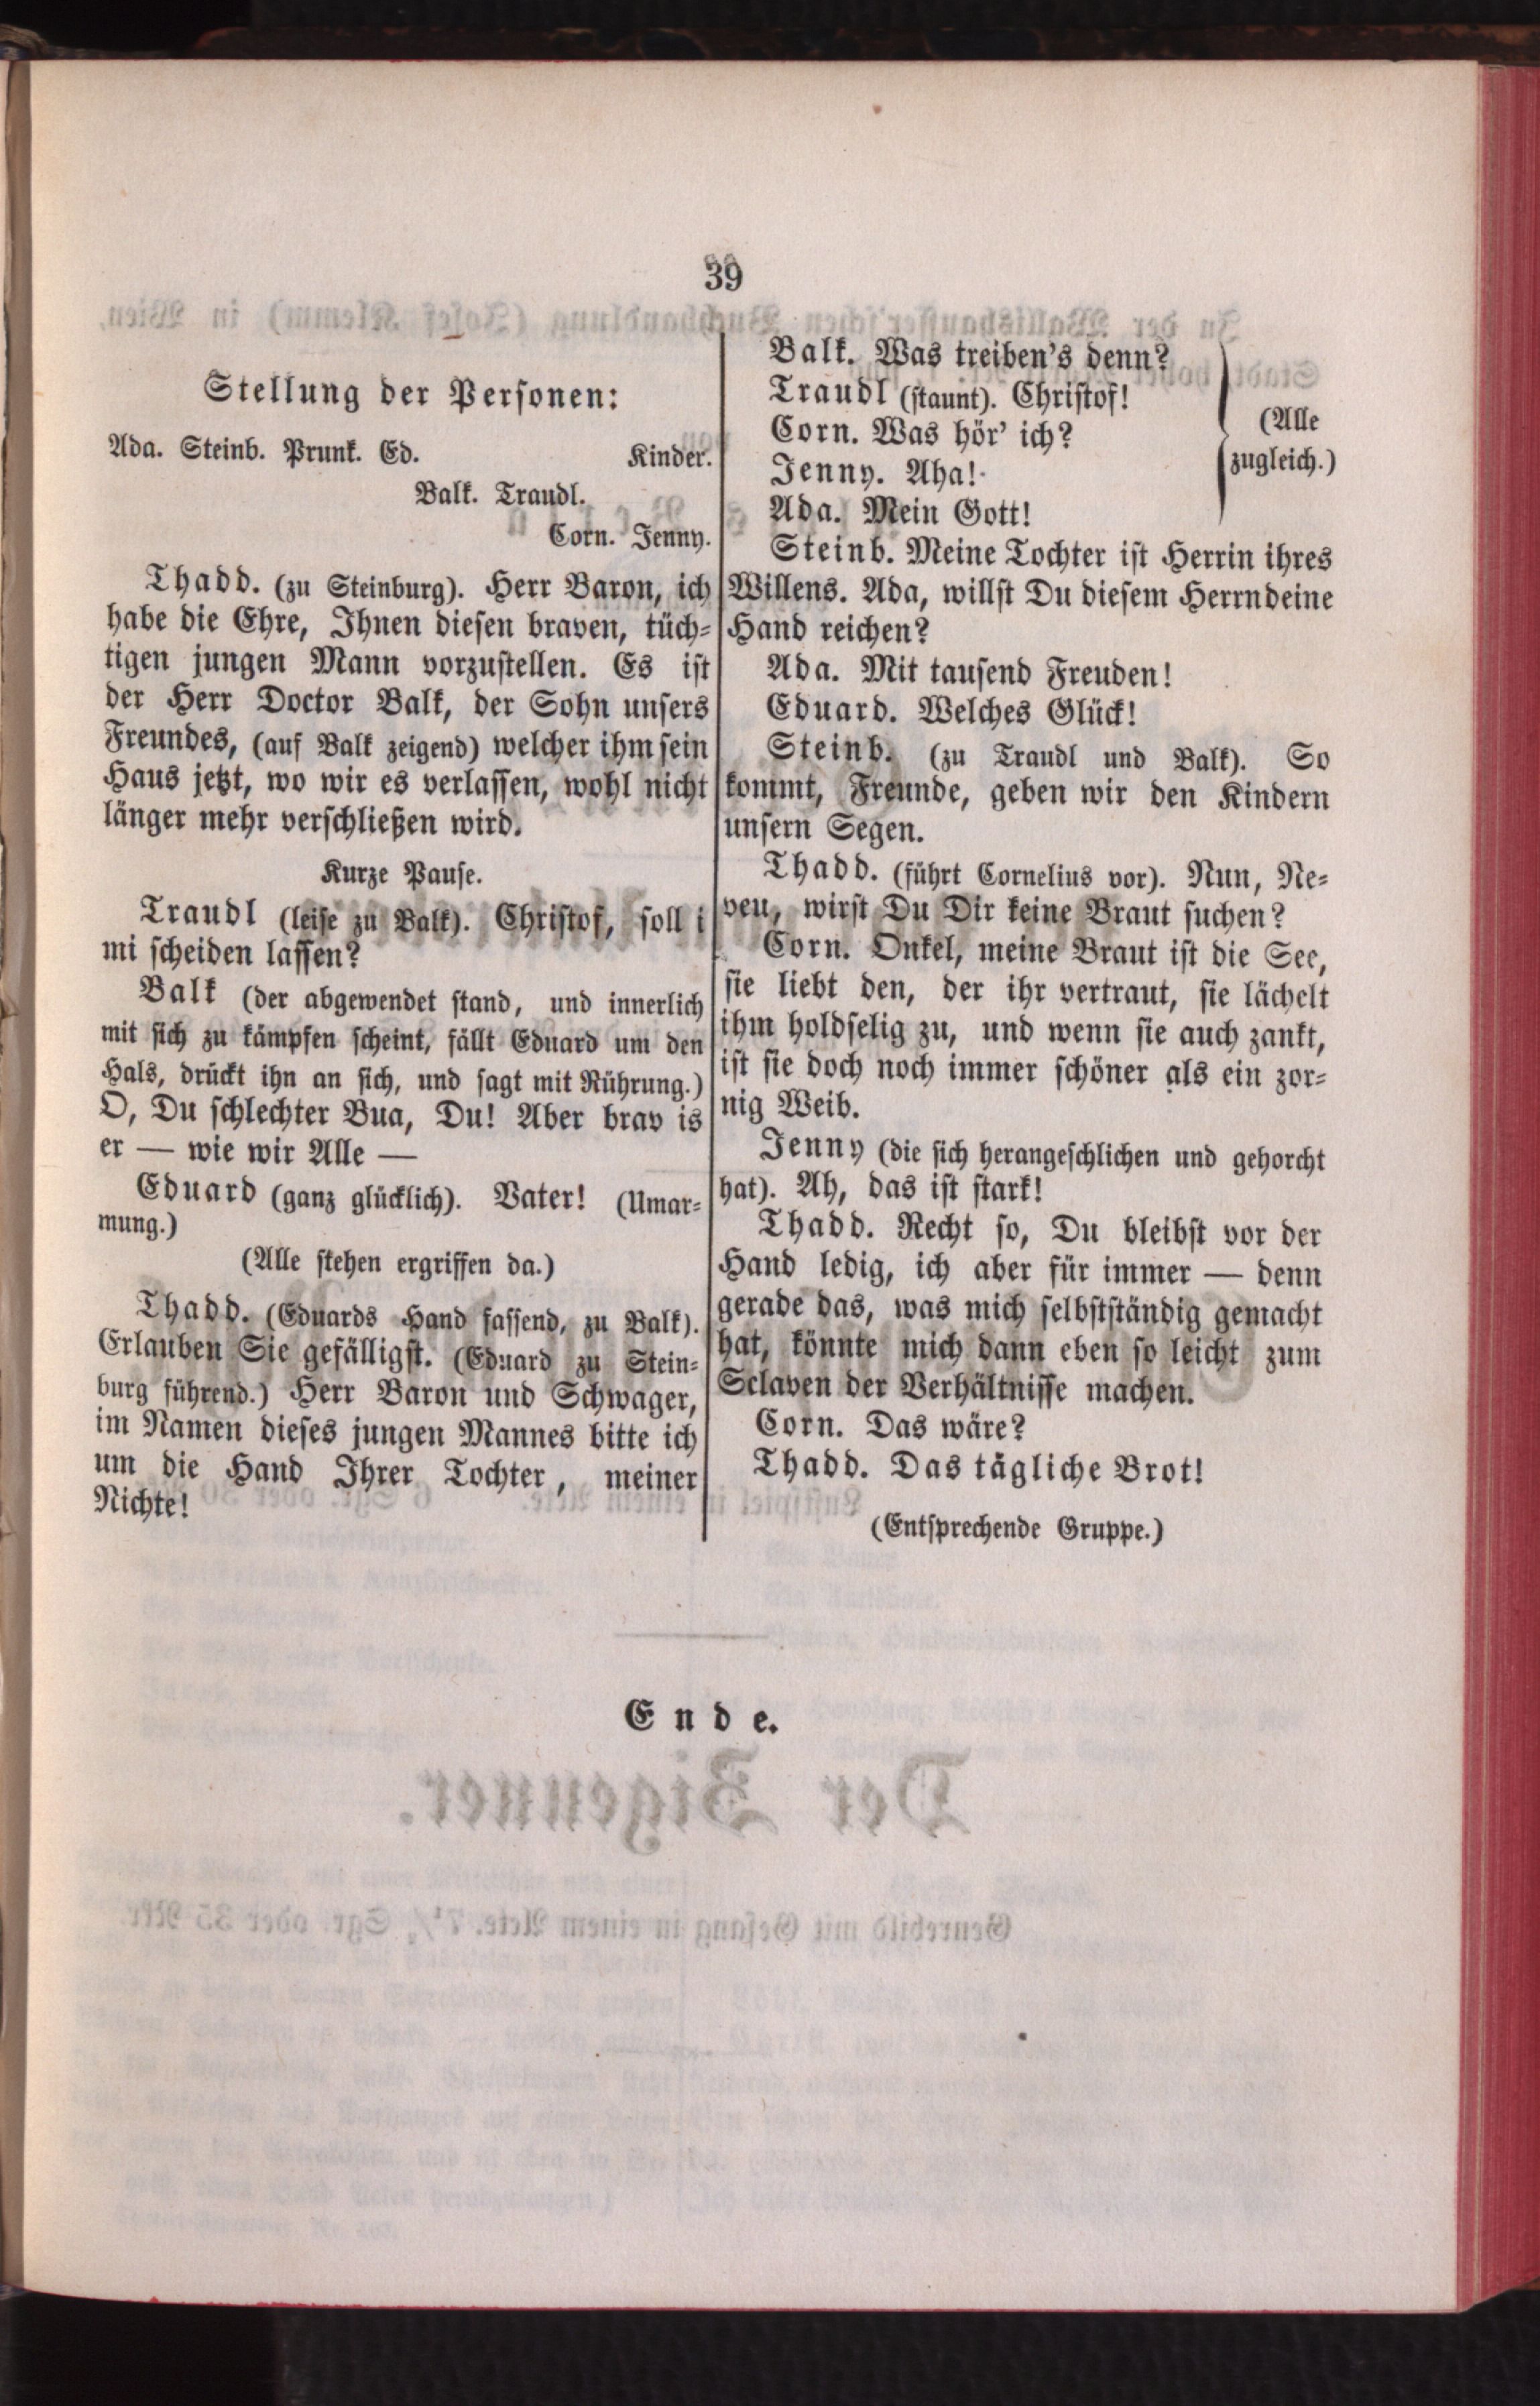 39
Stellung der Personen:
Ada. Steinb. Prunk. Ed. Kinder.
Balk. Traudl.
Corn. Jenny.
Thadd. (zu Steinburg). Herr Baron, ich
habe die Ehre, Ihnen diesen braven, tüch-
tigen jungen Mann vorzustellen. Es ist
der Herr Doctor Balk, der Sohn unsers
Freundes, (auf Balk zeigend) welcher ihm sein
Haus jetzt, wo wir es verlassen, wohl nicht
länger mehr verschließen wird.
Kurze Pause.
Traudl (leise zu Balk). Christof, soll i
mi scheiden lassen?
Balk (der abgewendet stand, und innerlich
mit sich zu kämpfen scheint, fällt Eduard um den
Hals, drückt ihn an sich, und sagt mit Rührung.)
O, Du schlechter Bua, Du! Aber brav is
er — wie wir Alle —
Eduard (ganz glücklich). Vater! (Umar-
mung.)
(Alle stehen ergriffen da.)
Thadd. (Eduards Hand fassend, zu Balk).
Erlauben Sie gefälligst. (Eduard zu Stein-
burg führend.) Herr Baron und Schwager,
im Namen dieses jungen Mannes bitte ich
um die Hand Ihrer Tochter, meiner
Nichte!
Balk. Was treiben's denn?
Traudl (staunt). Christof!
Corn. Was hör' ich?
Jenny. Aha!
Ada. Mein Gott!
(Alle
zugleich.)
Steinb. Meine Tochter ist Herrin ihres
Willens. Ada, willst Du diesem Herrn deine
Hand reichen?
Ada. Mit tausend Freuden!
Eduard. Welches Glück!
Steinb. (zu Traudl und Balk). So
kommt, Freunde, geben wir den Kindern
unsern Segen.
Thadd. (führt Cornelius vor). Nun, Ne-
veu, wirst Du Dir keine Braut suchen?
Corn. Onkel, meine Braut ist die See,
sie liebt den, der ihr vertraut, sie lächelt
ihm holdselig zu, und wenn sie auch zankt,
ist sie doch noch immer schöner als ein zor-
nig Weib.
Jenny (die sich herangeschlichen und gehorcht
hat). Ah, das ist stark!
Thadd. Recht so, Du bleibst vor der
Hand ledig, ich aber für immer — denn
gerade das, was mich selbstständig gemacht
hat, könnte mich dann eben so leicht zum
Sclaven der Verhältnisse machen.
Corn. Das wäre?
Thadd. Das tägliche Brot!
(Entsprechende Gruppe.)
Ende.